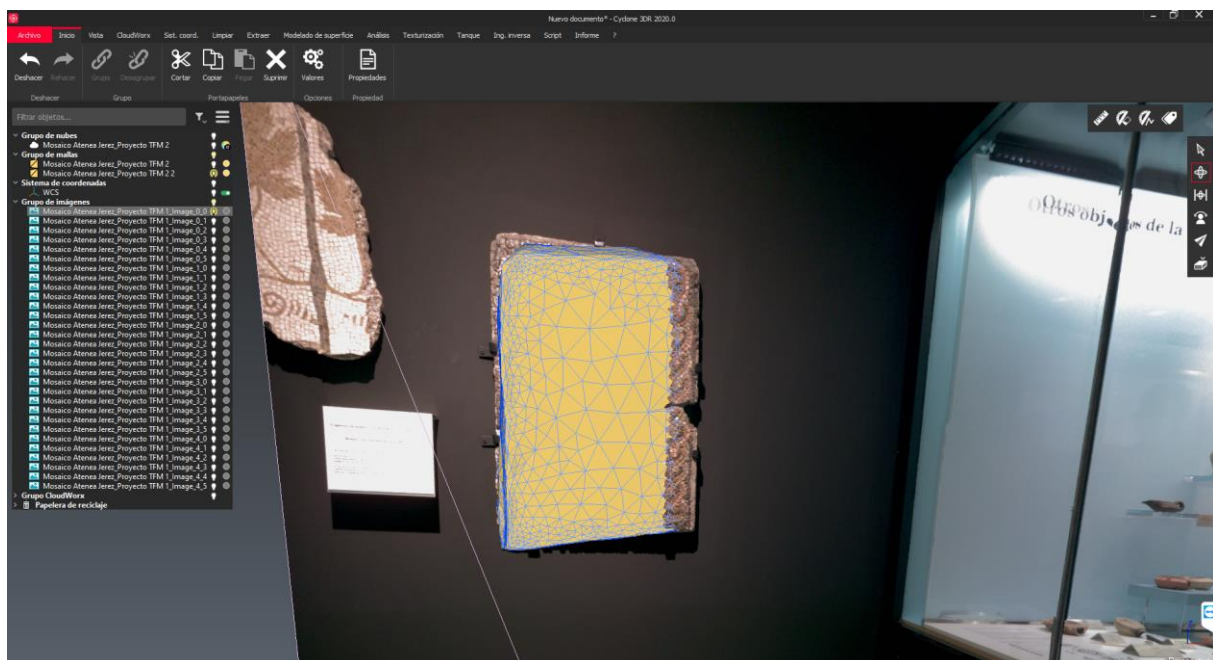 Nuevo documento* - Cyclone 3DR 2020.0
Archivo Inicio Vista CloudWorx Sist. coord. Limpiar Extraer Modelado de superficie Análisis Texturización Tanque Ing. inversa Script Informe ?
Deshacer Rehacer Grupo Desagrupar Cortar Copiar Pegar Suprimir Valores Propiedades
Deshacer Grupo Portapapeles Opciones Propiedad
Filtrar objetos...
Grupo de nubes
Mosaico Atenea Jerez_Proyecto TFM 2
Grupo de mallas
Mosaico Atenea Jerez_Proyecto TFM 2
Mosaico Atenea Jerez_Proyecto TFM 2 2
Sistema de coordenadas
WCS
Grupo de imágenes
Mosaico Atenea Jerez_Proyecto TFM 1_Image_0_0
Mosaico Atenea Jerez_Proyecto TFM 1_Image_0_1
Mosaico Atenea Jerez_Proyecto TFM 1_Image_0_2
Mosaico Atenea Jerez_Proyecto TFM 1_Image_0_3
Mosaico Atenea Jerez_Proyecto TFM 1_Image_0_4
Mosaico Atenea Jerez_Proyecto TFM 1_Image_0_5
Mosaico Atenea Jerez_Proyecto TFM 1_Image_1_0
Mosaico Atenea Jerez_Proyecto TFM 1_Image_1_1
Mosaico Atenea Jerez_Proyecto TFM 1_Image_1_2
Mosaico Atenea Jerez_Proyecto TFM 1_Image_1_3
Mosaico Atenea Jerez_Proyecto TFM 1_Image_1_4
Mosaico Atenea Jerez_Proyecto TFM 1_Image_1_5
Mosaico Atenea Jerez_Proyecto TFM 1_Image_2_0
Mosaico Atenea Jerez_Proyecto TFM 1_Image_2_1
Mosaico Atenea Jerez_Proyecto TFM 1_Image_2_2
Mosaico Atenea Jerez_Proyecto TFM 1_Image_2_3
Mosaico Atenea Jerez_Proyecto TFM 1_Image_2_4
Mosaico Atenea Jerez_Proyecto TFM 1_Image_2_5
Mosaico Atenea Jerez_Proyecto TFM 1_Image_3_0
Mosaico Atenea Jerez_Proyecto TFM 1_Image_3_1
Mosaico Atenea Jerez_Proyecto TFM 1_Image_3_2
Mosaico Atenea Jerez_Proyecto TFM 1_Image_3_3
Mosaico Atenea Jerez_Proyecto TFM 1_Image_3_4
Mosaico Atenea Jerez_Proyecto TFM 1_Image_3_5
Mosaico Atenea Jerez_Proyecto TFM 1_Image_4_0
Mosaico Atenea Jerez_Proyecto TFM 1_Image_4_1
Mosaico Atenea Jerez_Proyecto TFM 1_Image_4_2
Mosaico Atenea Jerez_Proyecto TFM 1_Image_4_3
Mosaico Atenea Jerez_Proyecto TFM 1_Image_4_4
Mosaico Atenea Jerez_Proyecto TFM 1_Image_4_5
Grupo CloudWorx
Papelera de reciclaje
Otros objetos de la